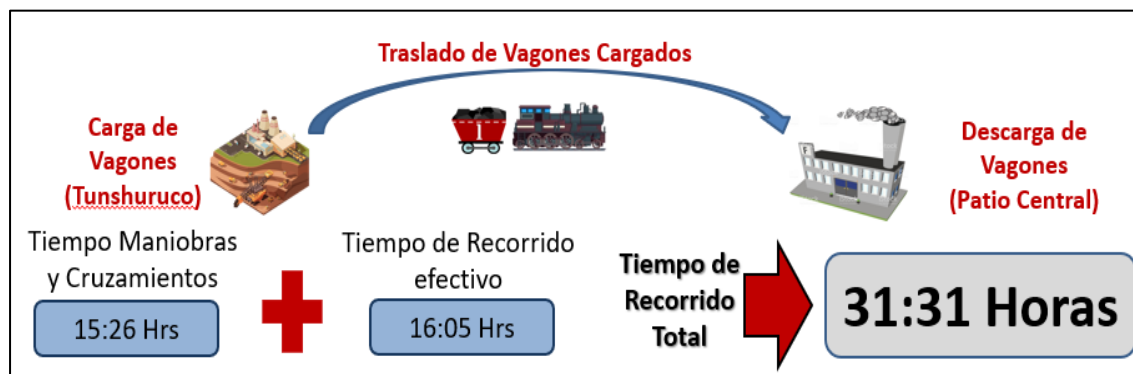 Traslado de Vagones Cargados
Carga de
Vagones
(Tunshuruco)
I
F
Descarga de
Vagones
(Patio Central)
Tiempo Maniobras
y Cruzamientos
15:26 Hrs
Tiempo de Recorrido
efectivo
16:05 Hrs
Tiempo de
Recorrido
Total
31:31 Horas